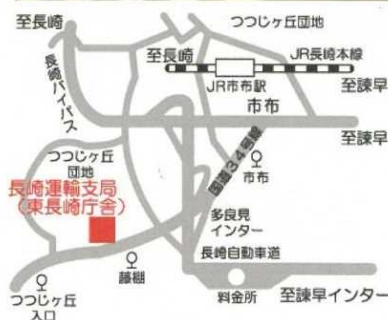 至長崎
つつじヶ丘団地
至長崎
JR長崎本線
JR市布駅
至諫早
長崎バイパス
市布
至諫早
つつじヶ丘
団地
国道34号線
市布
長崎運輸支局
（東長崎庁舎）
多良見
インター
藤棚
長崎自動車道
つつじヶ丘
入口
料金所
至諫早インター